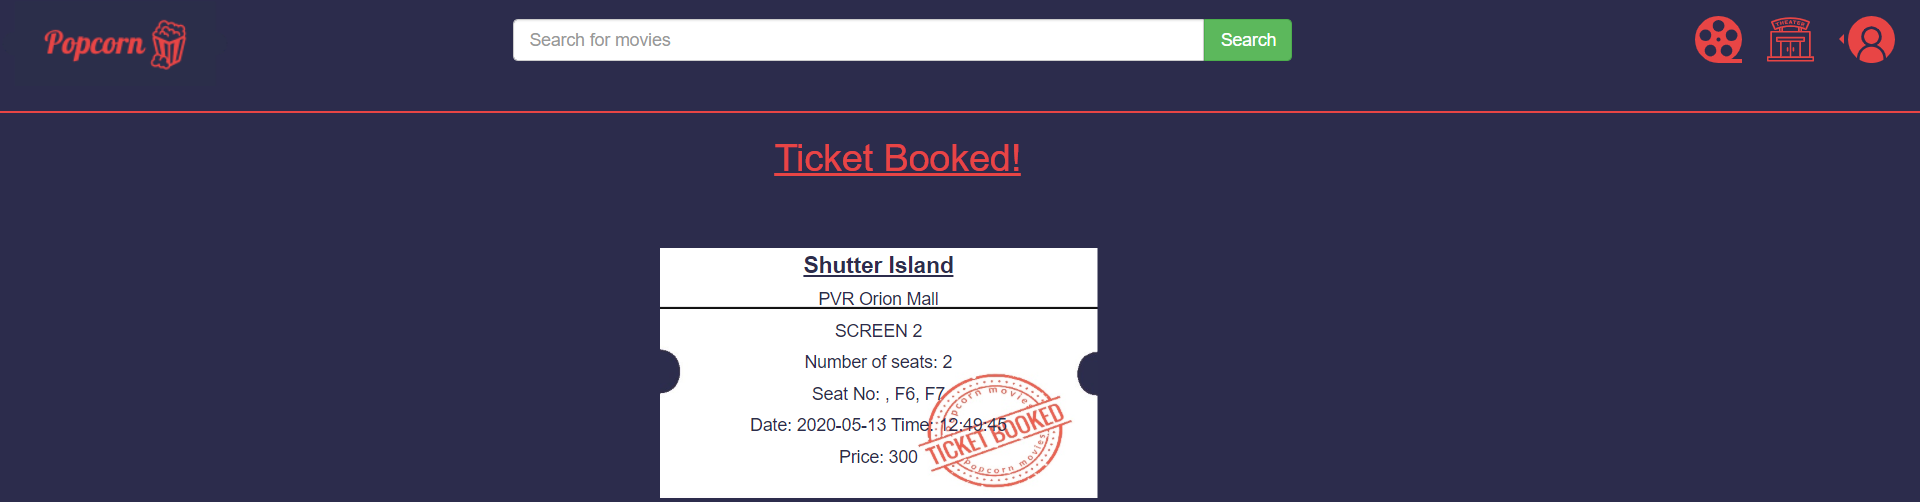 Popcorn
Search for movies
Search
THEATER
Ticket Booked!
Shutter Island
PVR Orion Mall
SCREEN 2
Number of seats: 2
Seat No: , F6, F7
Date: 2020-05-13 Time: 12:49:45
Price: 300
popcorn movies
TICKET BOOKED
popcorn movies